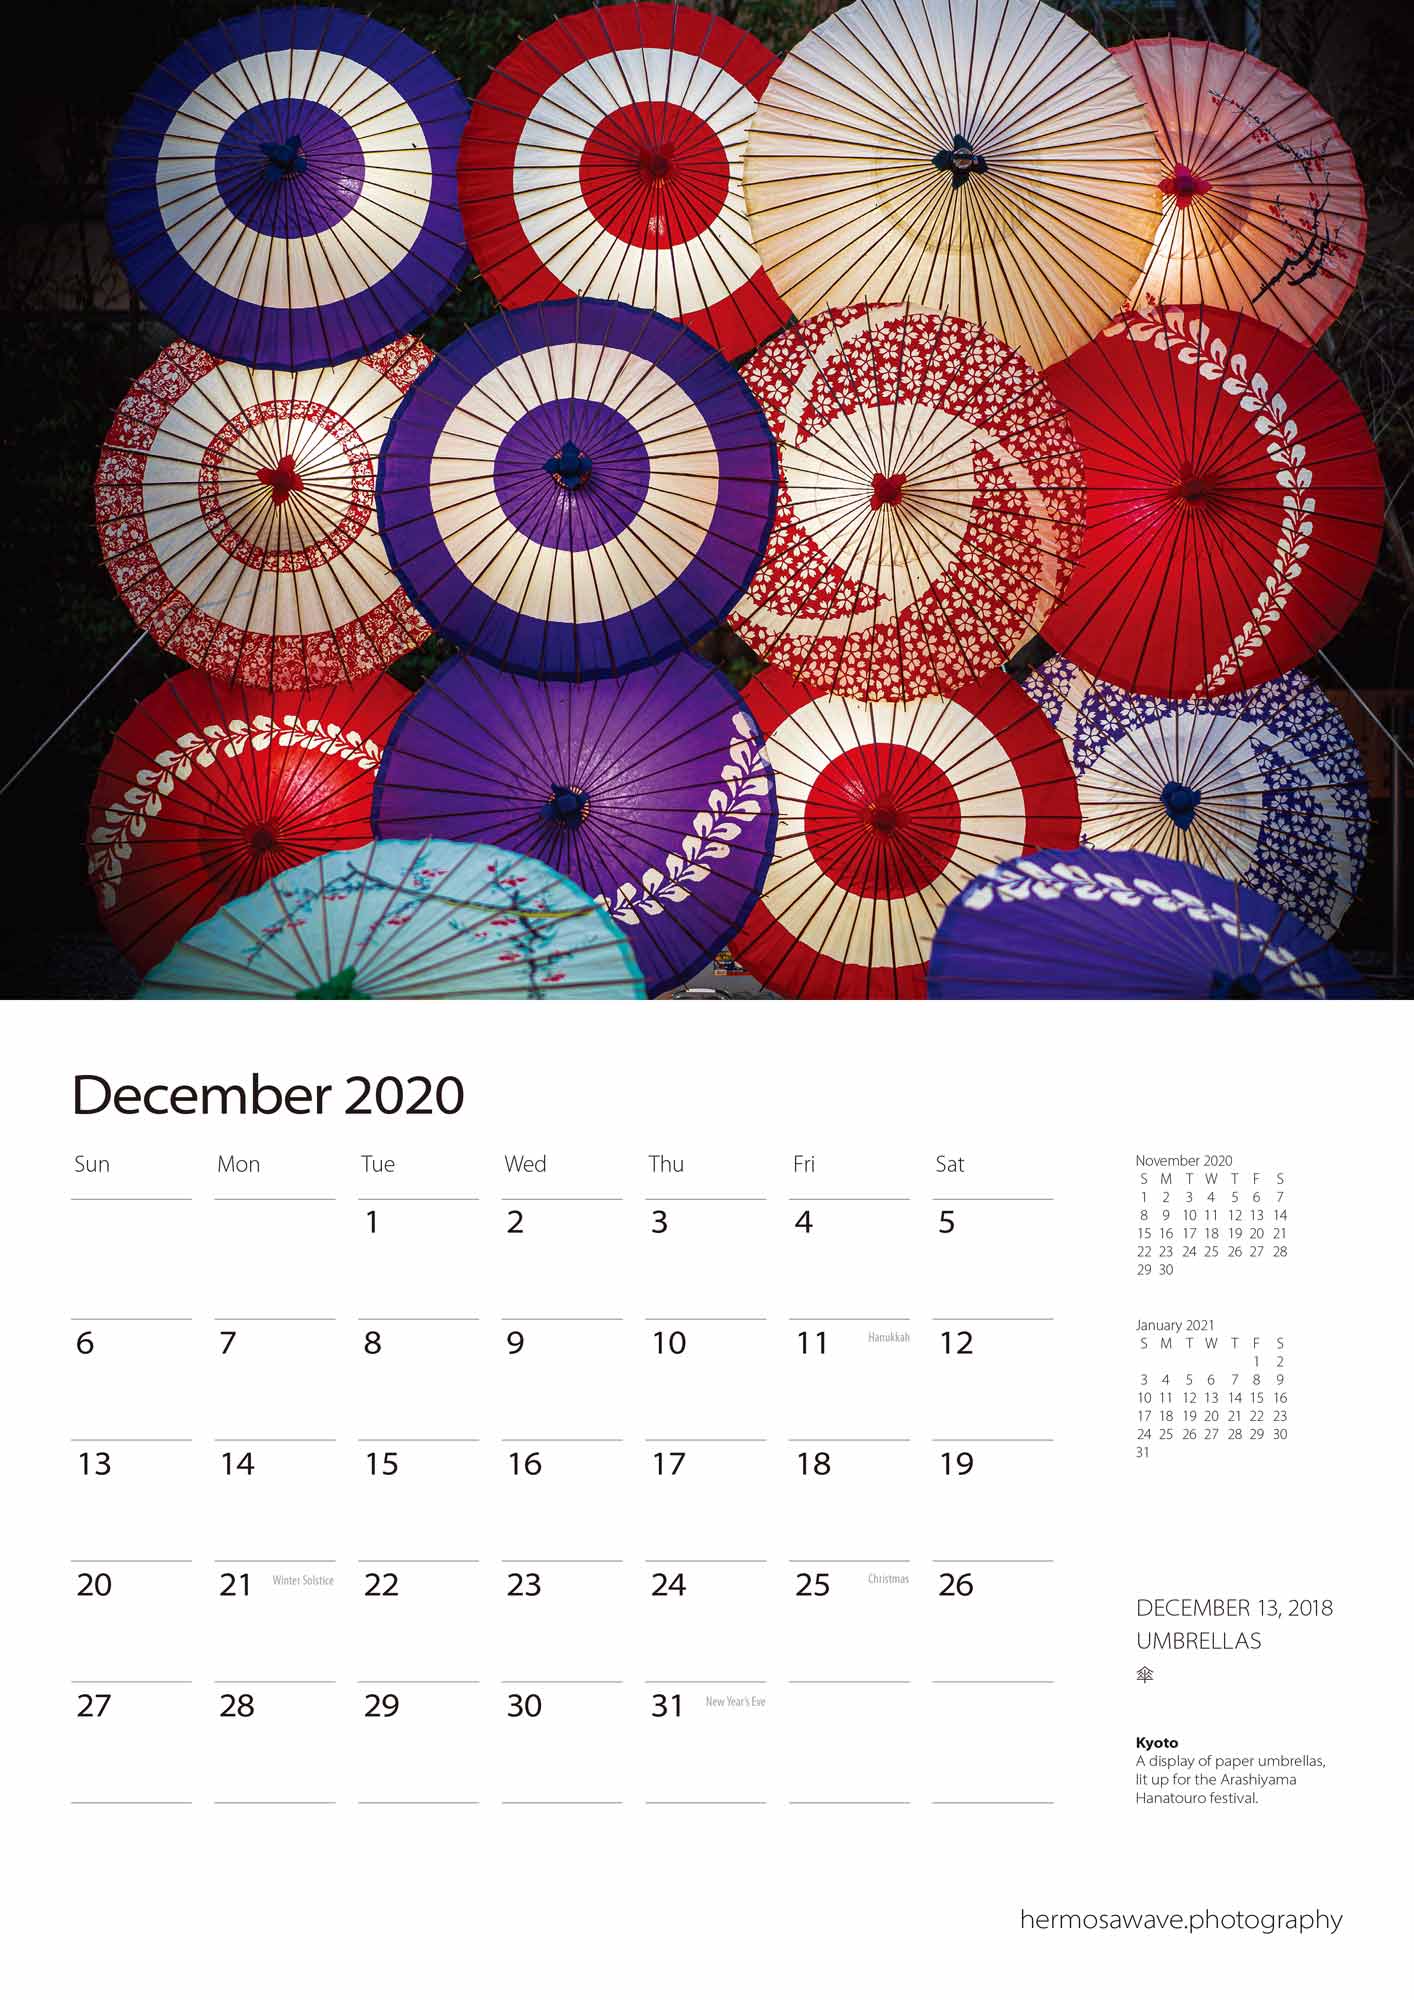 December 2020
Sun Mon Tue Wed Thu Fri Sat
1 2 3 4 5
6 7 8 9 10 11 Hanukkah 12
13 14 15 16 17 18 19
20 21 Winter Solstice 22 23 24 25 Christmas 26
27 28 29 30 31 New Year's Eve
November 2020
S M T W T F S
1 2 3 4 5 6 7
8 9 10 11 12 13 14
15 16 17 18 19 20 21
22 23 24 25 26 27 28
29 30
January 2021
S M T W T F S
1 2
3 4 5 6 7 8 9
10 11 12 13 14 15 16
17 18 19 20 21 22 23
24 25 26 27 28 29 30
31
DECEMBER 13, 2018
UMBRELLAS
傘
Kyoto
A display of paper umbrellas,
lit up for the Arashiyama
Hanatouro festival.
hermosawave.photography